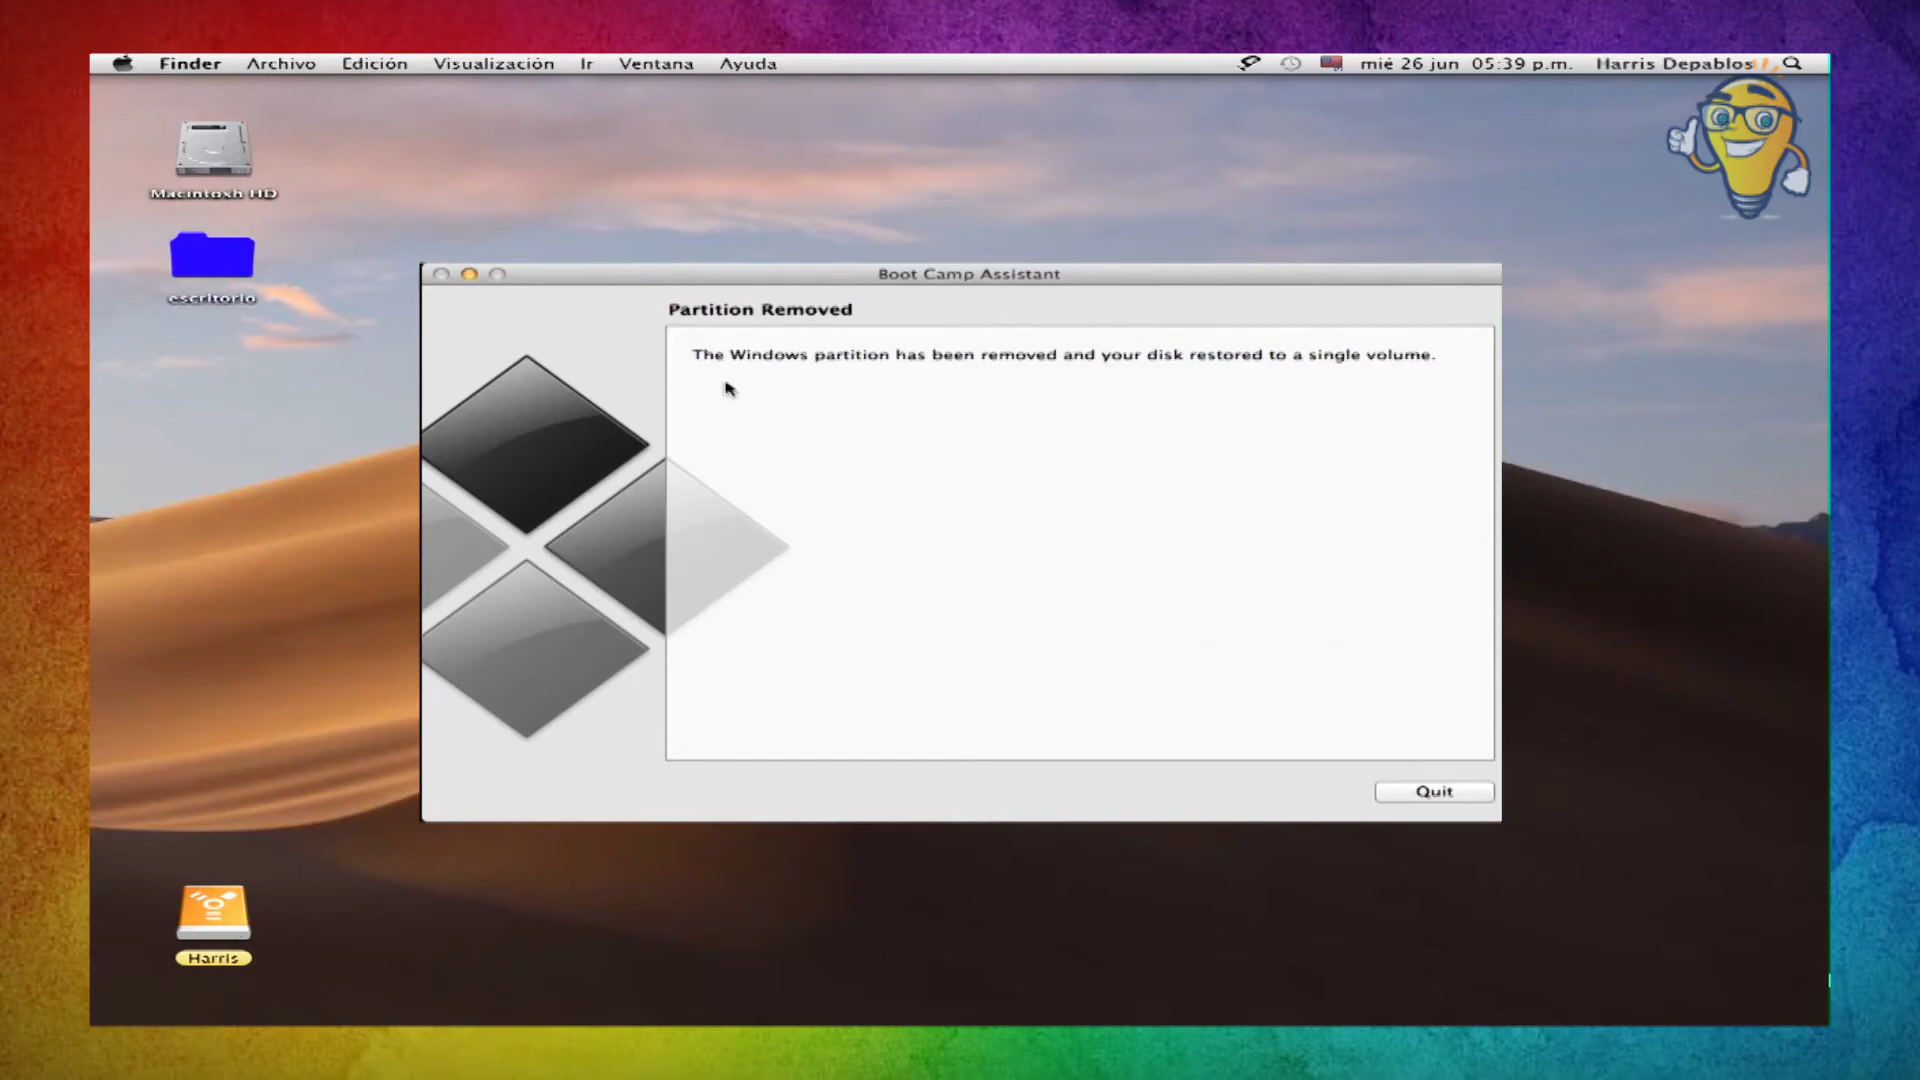 Finder Archivo Edición Visualización Ir Ventana Ayuda mié 26 jun 05:39 p.m. Harris Depablos
Macintosh HD
escritorio
Boot Camp Assistant
Partition Removed
The Windows partition has been removed and your disk restored to a single volume.
Quit
Harris